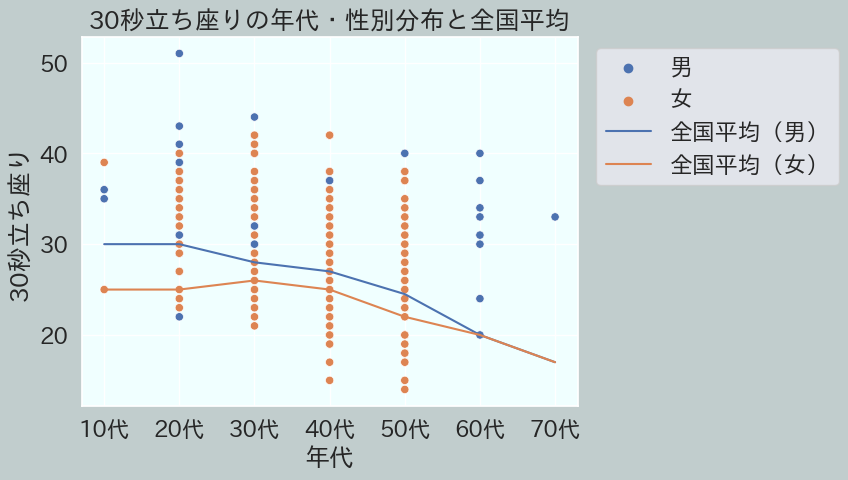 30秒立ち座りの年代・性別分布と全国平均
50
40
30
20
30秒立ち座り
10代 20代 30代 40代 50代 60代 70代
年代
男
女
全国平均（男）
全国平均（女）